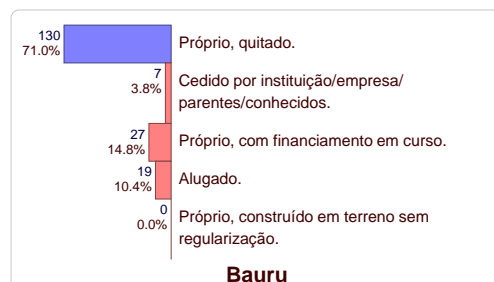 130
71.0%
Próprio, quitado.
7
3.8%
Cedido por instituição/empresa/
parentes/conhecidos.
27
14.8%
Próprio, com financiamento em curso.
19
10.4%
Alugado.
0
0.0%
Próprio, construído em terreno sem
regularização.
Bauru